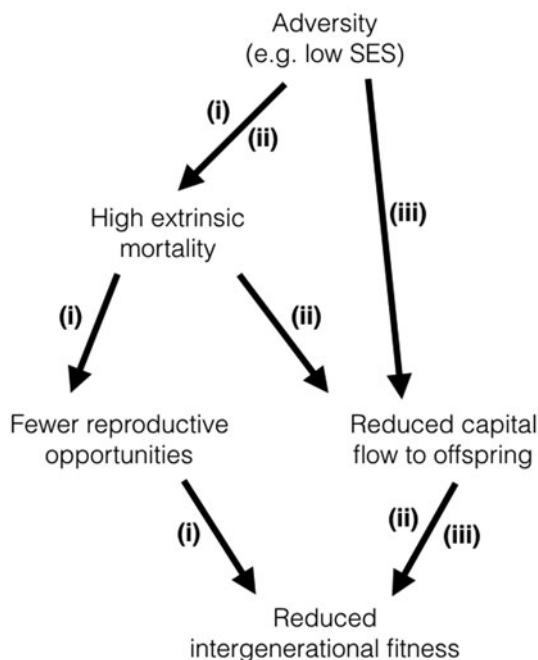 Adversity
(e.g. low SES)
(i)
(ii)
(iii)
High extrinsic
mortality
(i)
(ii)
Fewer reproductive
opportunities
Reduced capital
flow to offspring
(i)
(ii)
(iii)
Reduced
intergenerational fitness